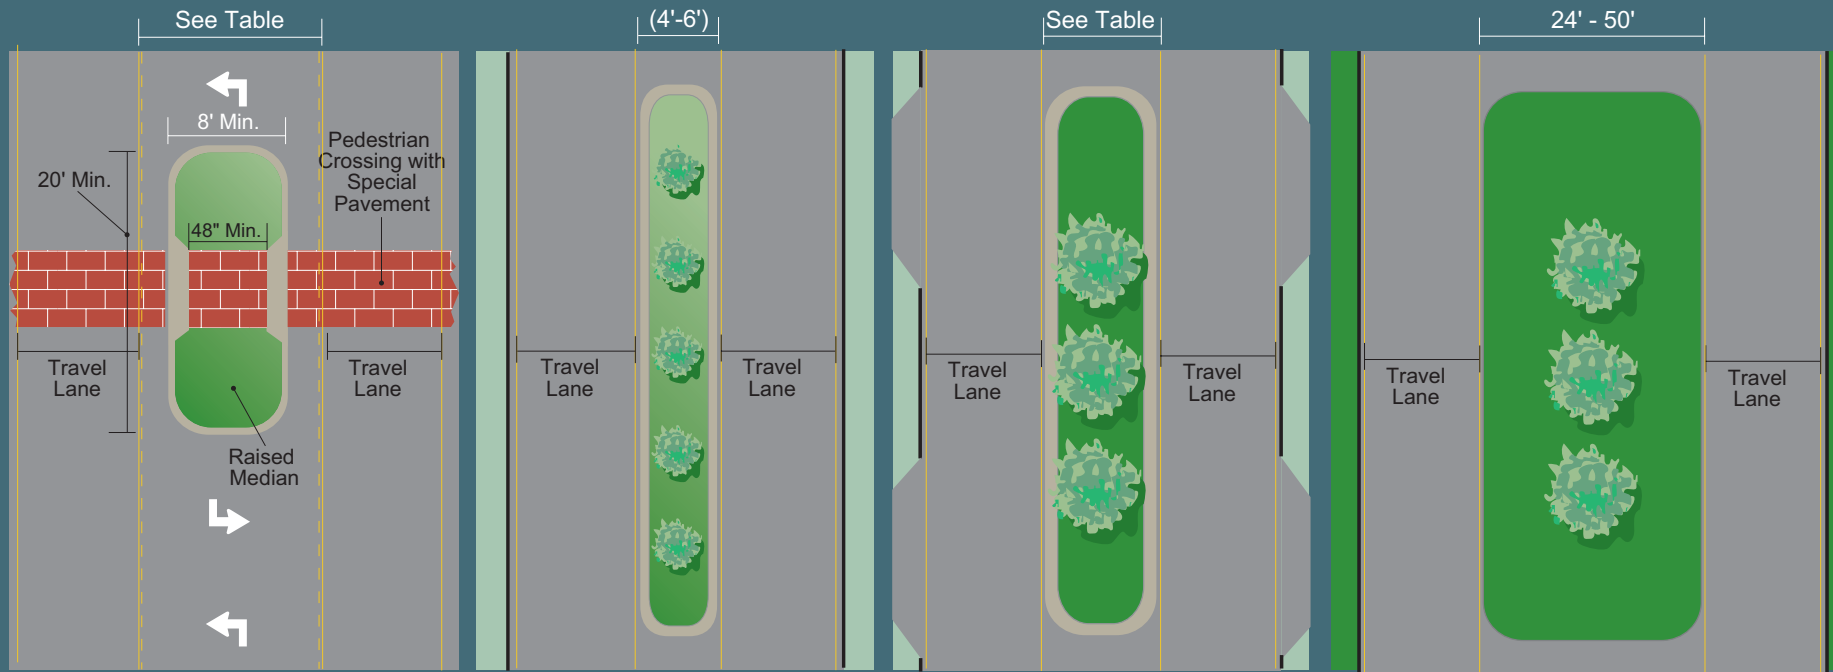 See Table
8' Min.
20' Min.
Pedestrian
Crossing with
Special
Pavement
48" Min.
Travel
Lane
Travel
Lane
Raised
Median
(4'-6')
Travel
Lane
Travel
Lane
See Table
Travel
Lane
Travel
Lane
24' - 50'
Travel
Lane
Travel
Lane